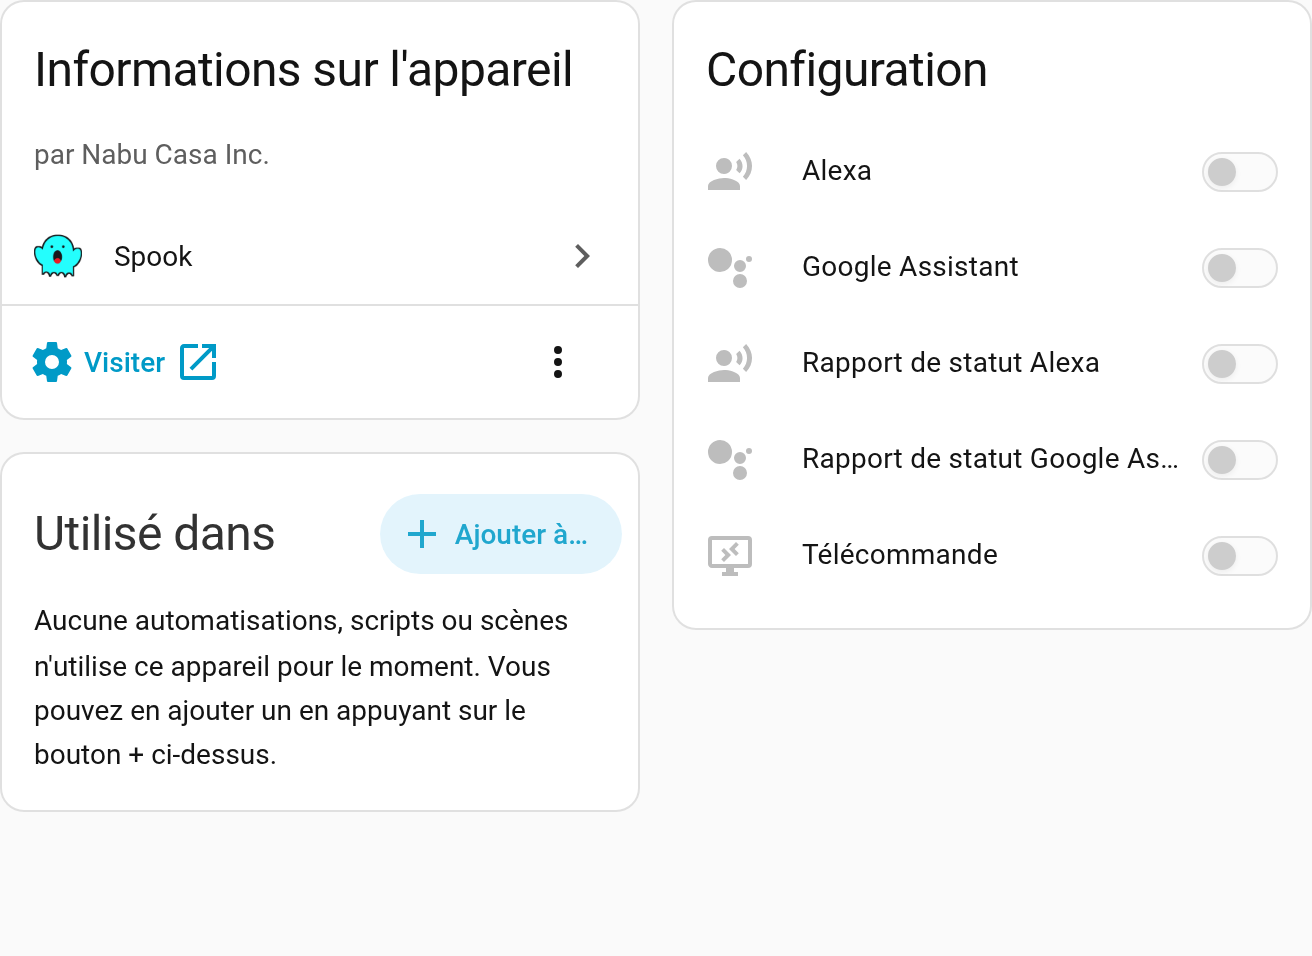 Informations sur l'appareil
par Nabu Casa Inc.
Spook
Visiter
Utilisé dans
Ajouter à...
Aucune automatisations, scripts ou scènes
n'utilise ce appareil pour le moment. Vous
pouvez en ajouter un en appuyant sur le
bouton + ci-dessus.
Configuration
Alexa
Google Assistant
Rapport de statut Alexa
Rapport de statut Google As...
Télécommande